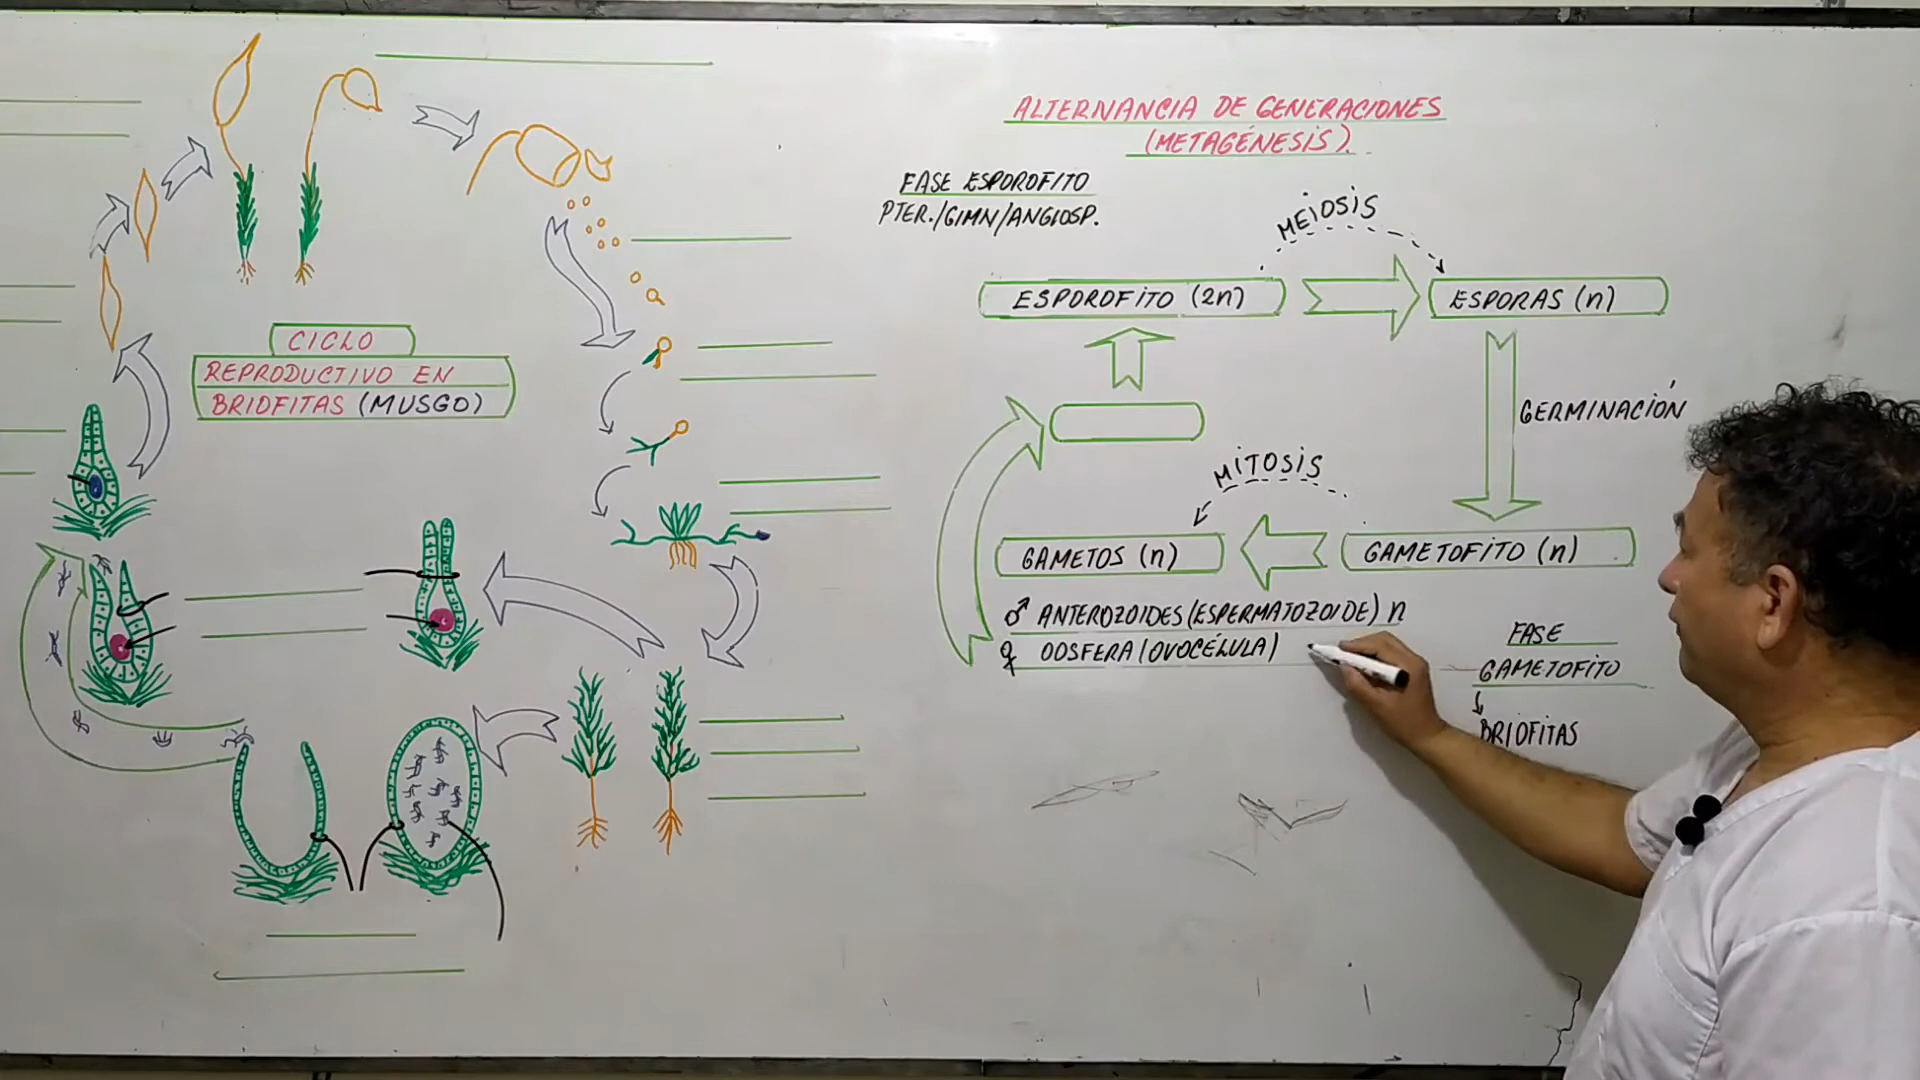 CICLO
REPRODUCTIVO EN
BRIOFITAS (MUSGO)
ALTERNANCIA DE GENERACIONES
(METAGÉNESIS).
FASE ESPOROFITO
PTER./GIMN/ANGIOSP.
MEIOSIS
ESPOROFITO (2n)
ESPORAS (n)
GERMINACIÓN
MITOSIS
GAMETOS (n)
GAMETOFITO (n)
♂ ANTEROZOIDES (ESPERMATOZOIDE) n
♀ OOSFERA (OVOCÉLULA)
FASE
GAMETOFITO
BRIOFITAS